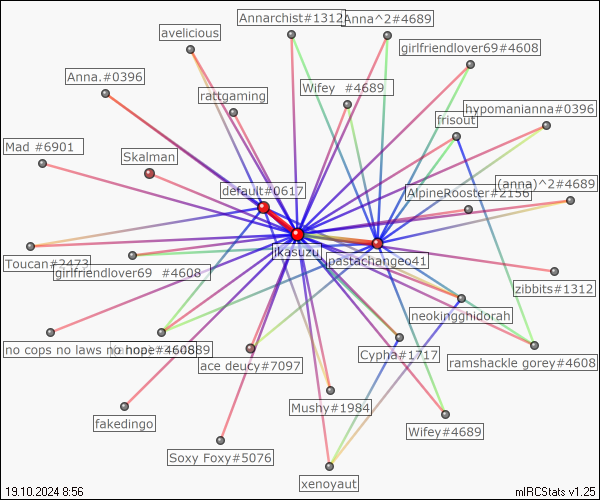 Annarchist#1312
Anna^2#4689
avelicious
girlfriendlover69#4608
Anna.#0396
Wifey #4689
rattgaming
hypomanianna#0396
frisout
Mad #6901
Skalman
default#0617
(anna)^2#4689
AlpineRooster#2156
ikasuzu
pastachangeo41
Toucan#2473
girlfriendlover69 #4608
zibbits#1312
neokingghidorah
no cops no laws no hope#4608
ace deucy#7097
Cypha#1717
ramshackle gorey#4608
Mushy#1984
fakedingo
Wifey#4689
Soxy Foxy#5076
xenoyaut
19.10.2024 8:56
mIRCStats v1.25